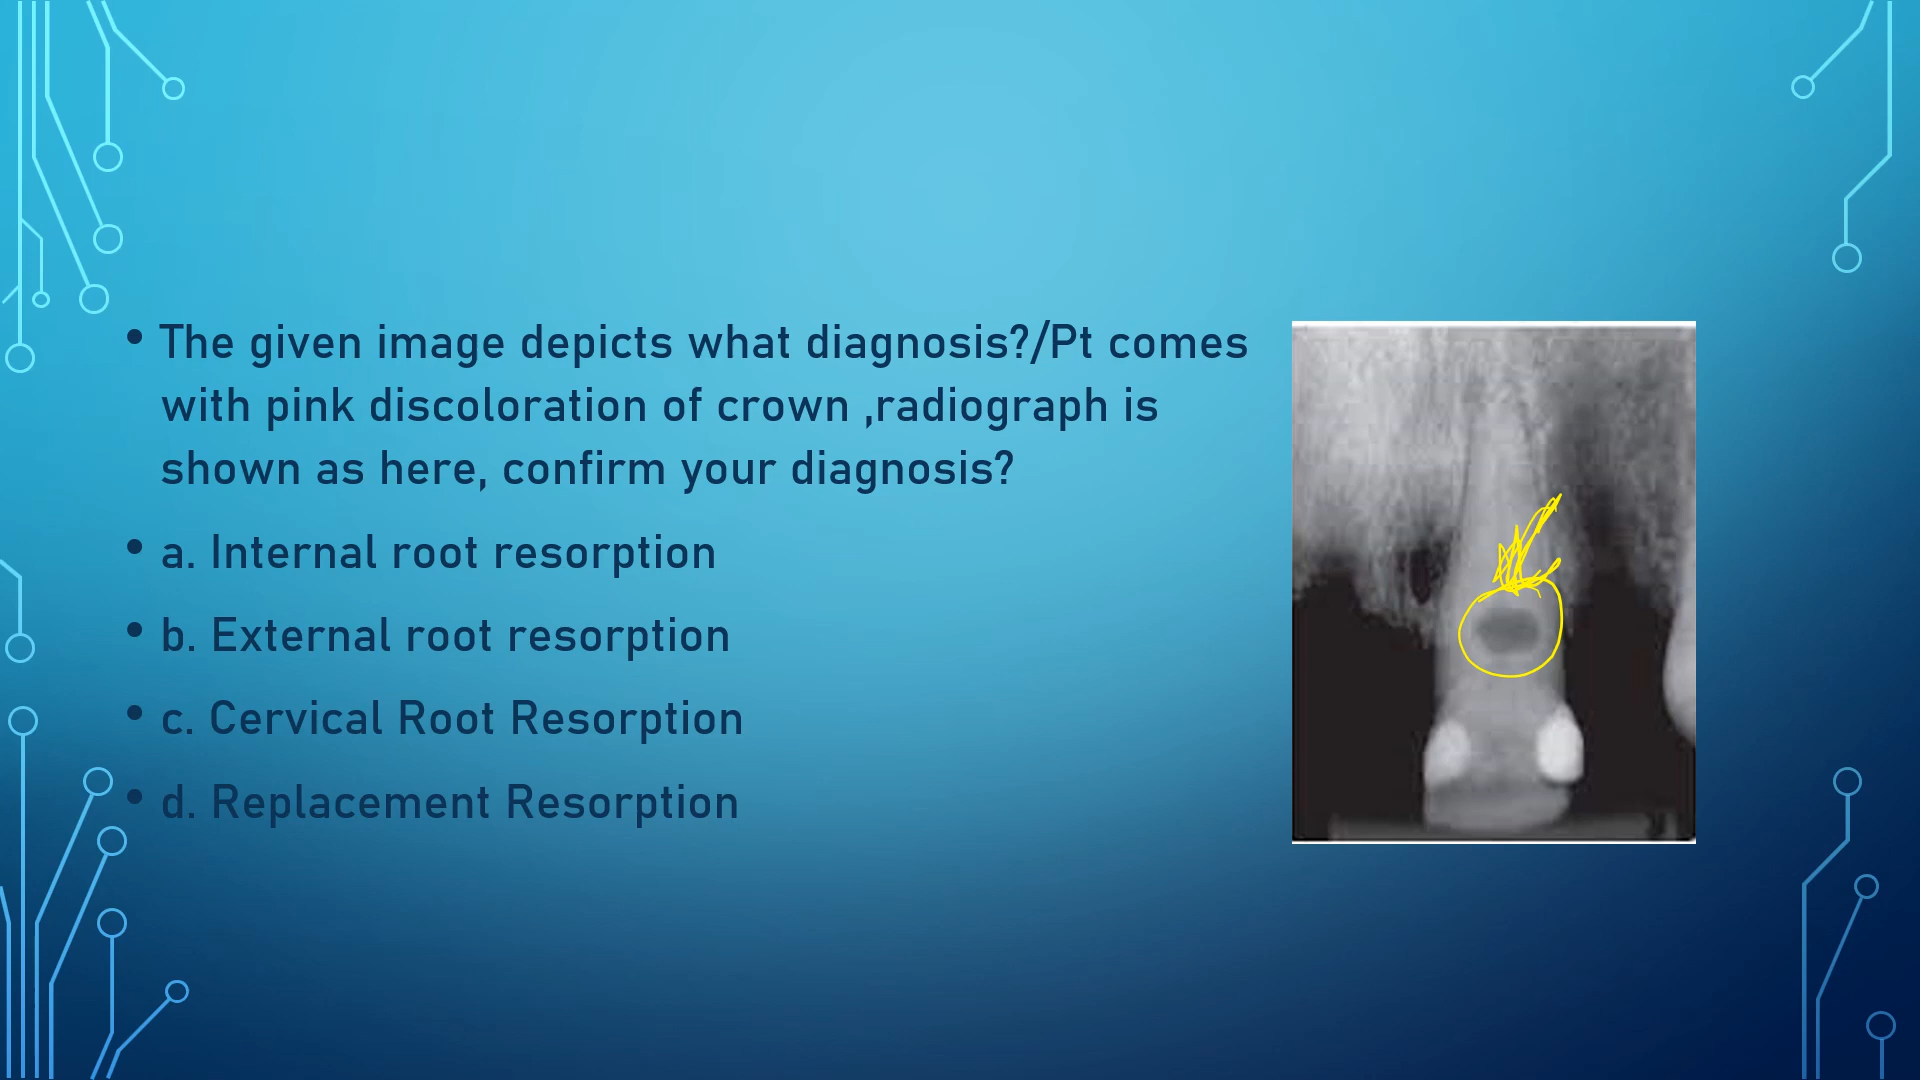 • The given image depicts what diagnosis?/Pt comes
with pink discoloration of crown ,radiograph is
shown as here, confirm your diagnosis?
• a. Internal root resorption
• b. External root resorption
• c. Cervical Root Resorption
• d. Replacement Resorption